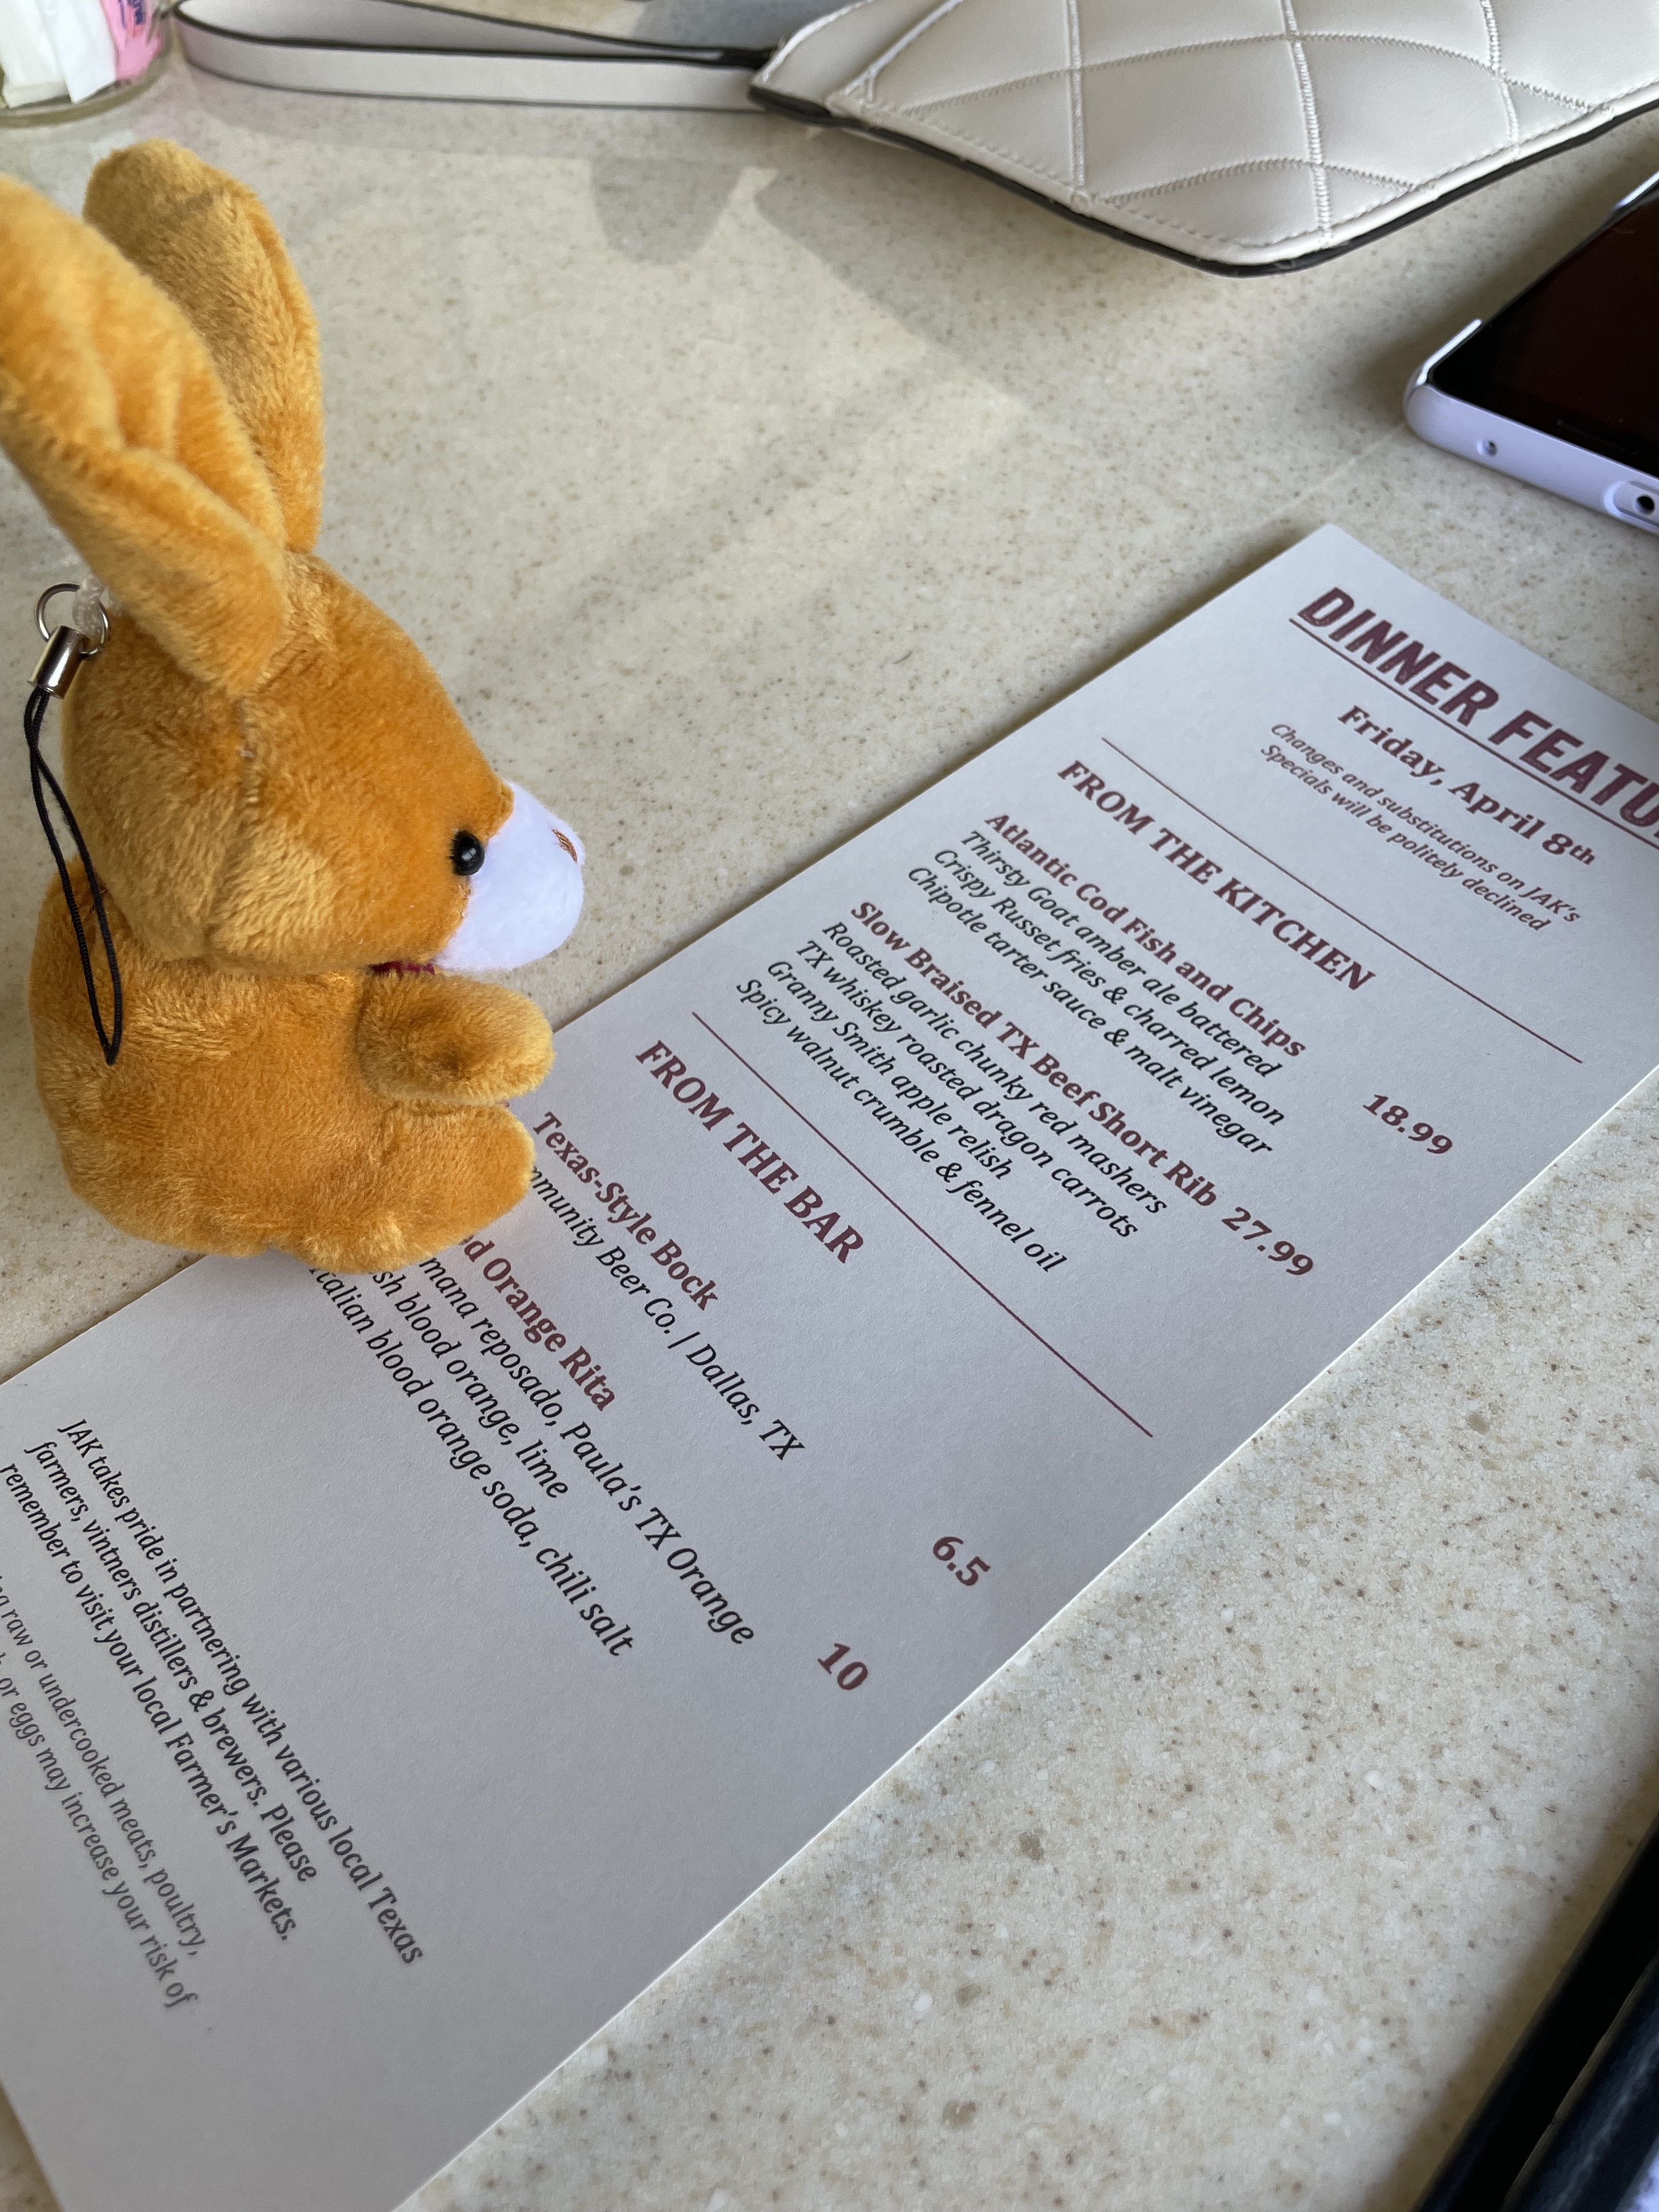 DINNER
Friday, April 8th
Changes and substitutions on JAK's
Specials will be politely declined
FROM THE KITCHEN
Atlantic Cod Fish and Chips 18.99
Thirsty Goat amber ale battered
Crispy Russet fries & charred lemon
Chipotle tarter sauce & malt vinegar
Slow Braised TX Beef Short Rib 27.99
Roasted garlic chunky red mashers
TX whiskey roasted dragon carrots
Granny Smith apple relish
Spicy walnut crumble & fennel oil
FROM THE BAR
Texas-Style Bock 6.5
Beer Co. | Dallas, TX
Orange Rita 10
reposado, Paula's TX Orange
blood orange, lime
Italian blood orange soda, chili salt
JAK takes pride in partnering with various local Texas
farmers, vintners distillers & brewers. Please
remember to visit your local Farmer's Markets.
raw or undercooked meats, poultry,
or eggs may increase your risk of